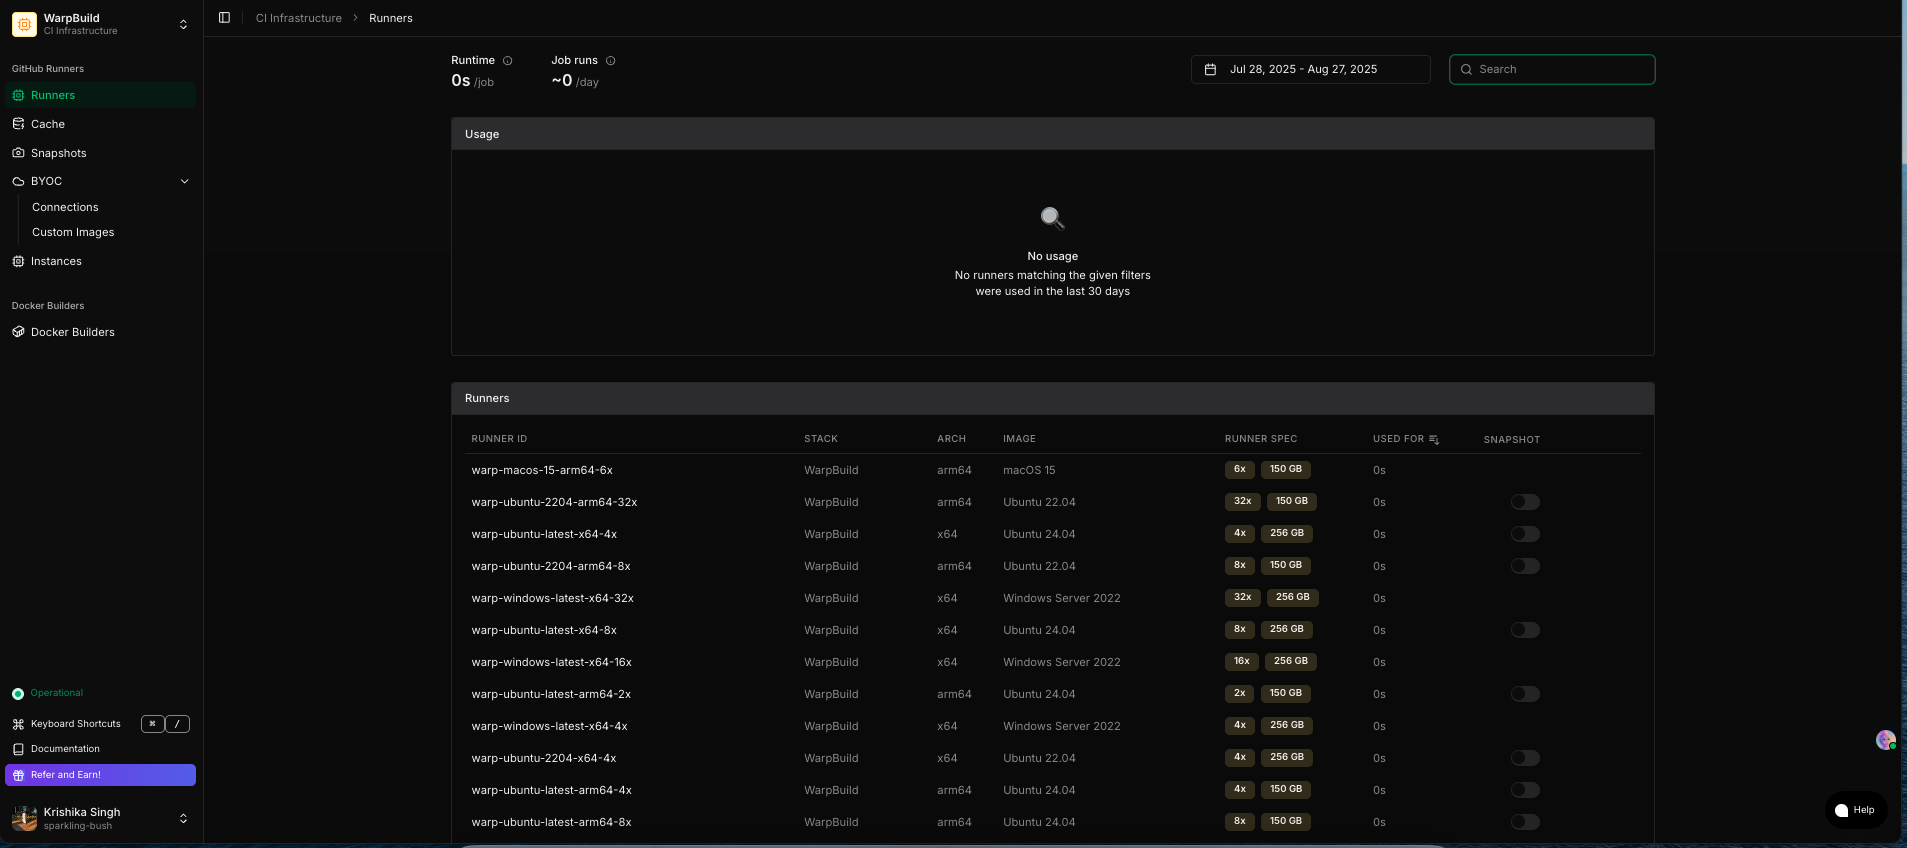 WarpBuild
CI Infrastructure
GitHub Runners
Runners
Cache
Snapshots
BYOC
Connections
Custom Images
Instances
Docker Builders
Docker Builders
Operational
Keyboard Shortcuts ⌘ /
Documentation
Refer and Earn!
Krishika Singh
sparkling-bush
CI Infrastructure > Runners
Runtime
0s /job
Job runs
~0 /day
Jul 28, 2025 - Aug 27, 2025
Search
Usage
No usage
No runners matching the given filters
were used in the last 30 days
Runners
RUNNER ID STACK ARCH IMAGE RUNNER SPEC USED FOR SNAPSHOT
warp-macos-15-arm64-6x WarpBuild arm64 macOS 15 6x 150 GB 0s
warp-ubuntu-2204-arm64-32x WarpBuild arm64 Ubuntu 22.04 32x 150 GB 0s
warp-ubuntu-latest-x64-4x WarpBuild x64 Ubuntu 24.04 4x 256 GB 0s
warp-ubuntu-2204-arm64-8x WarpBuild arm64 Ubuntu 22.04 8x 150 GB 0s
warp-windows-latest-x64-32x WarpBuild x64 Windows Server 2022 32x 256 GB 0s
warp-ubuntu-latest-x64-8x WarpBuild x64 Ubuntu 24.04 8x 256 GB 0s
warp-windows-latest-x64-16x WarpBuild x64 Windows Server 2022 16x 256 GB 0s
warp-ubuntu-latest-arm64-2x WarpBuild arm64 Ubuntu 24.04 2x 150 GB 0s
warp-windows-latest-x64-4x WarpBuild x64 Windows Server 2022 4x 256 GB 0s
warp-ubuntu-2204-x64-4x WarpBuild x64 Ubuntu 22.04 4x 256 GB 0s
warp-ubuntu-latest-arm64-4x WarpBuild arm64 Ubuntu 24.04 4x 150 GB 0s
warp-ubuntu-latest-arm64-8x WarpBuild arm64 Ubuntu 24.04 8x 150 GB 0s
Help